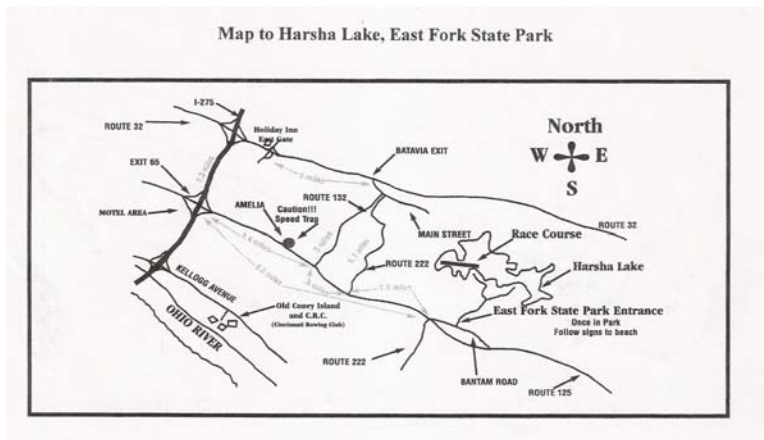 Map to Harsha Lake, East Fork State Park
I-275
ROUTE 32
Holiday Inn
East Gate
North
W E
S
BATAVIA EXIT
EXIT 65
5 miles
ROUTE 132
AMELIA
Caution!!!
Speed Trap
MOTEL AREA
MAIN STREET
ROUTE 32
Race Course
ROUTE 222
Harsha Lake
KELLOGG AVENUE
OHIO RIVER
Old Coney Island
and C.R.C.
(Cincinnati Rowing Club)
East Fork State Park Entrance
Once in Park
Follow signs to beach
ROUTE 222
BANTAM ROAD
ROUTE 125